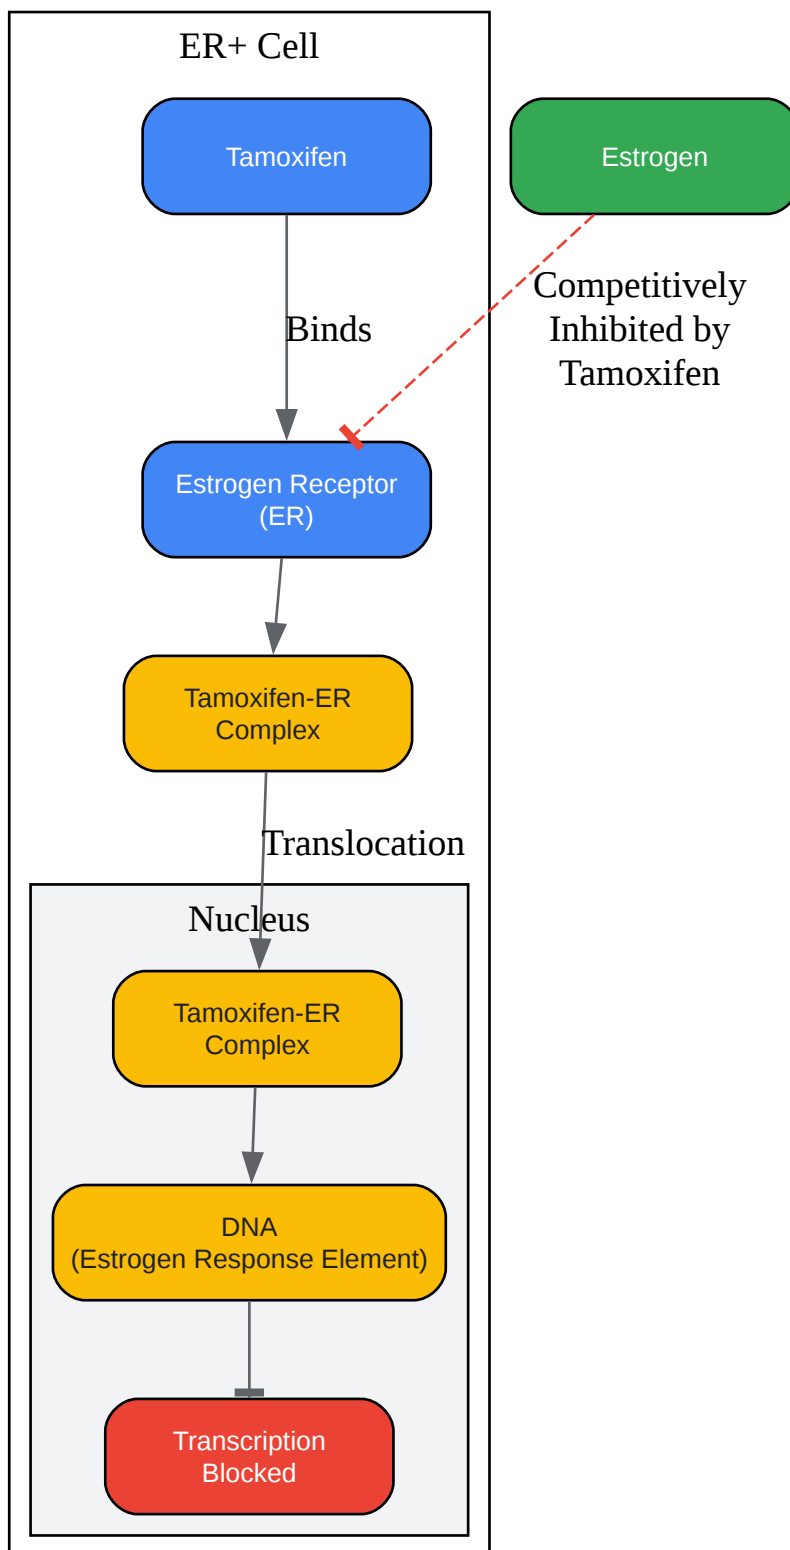 ER+ Cell
Tamoxifen
Estrogen
Competitively
Inhibited by
Tamoxifen
Binds
Estrogen Receptor
(ER)
Tamoxifen-ER
Complex
Translocation
Nucleus
Tamoxifen-ER
Complex
DNA
(Estrogen Response Element)
Transcription
Blocked